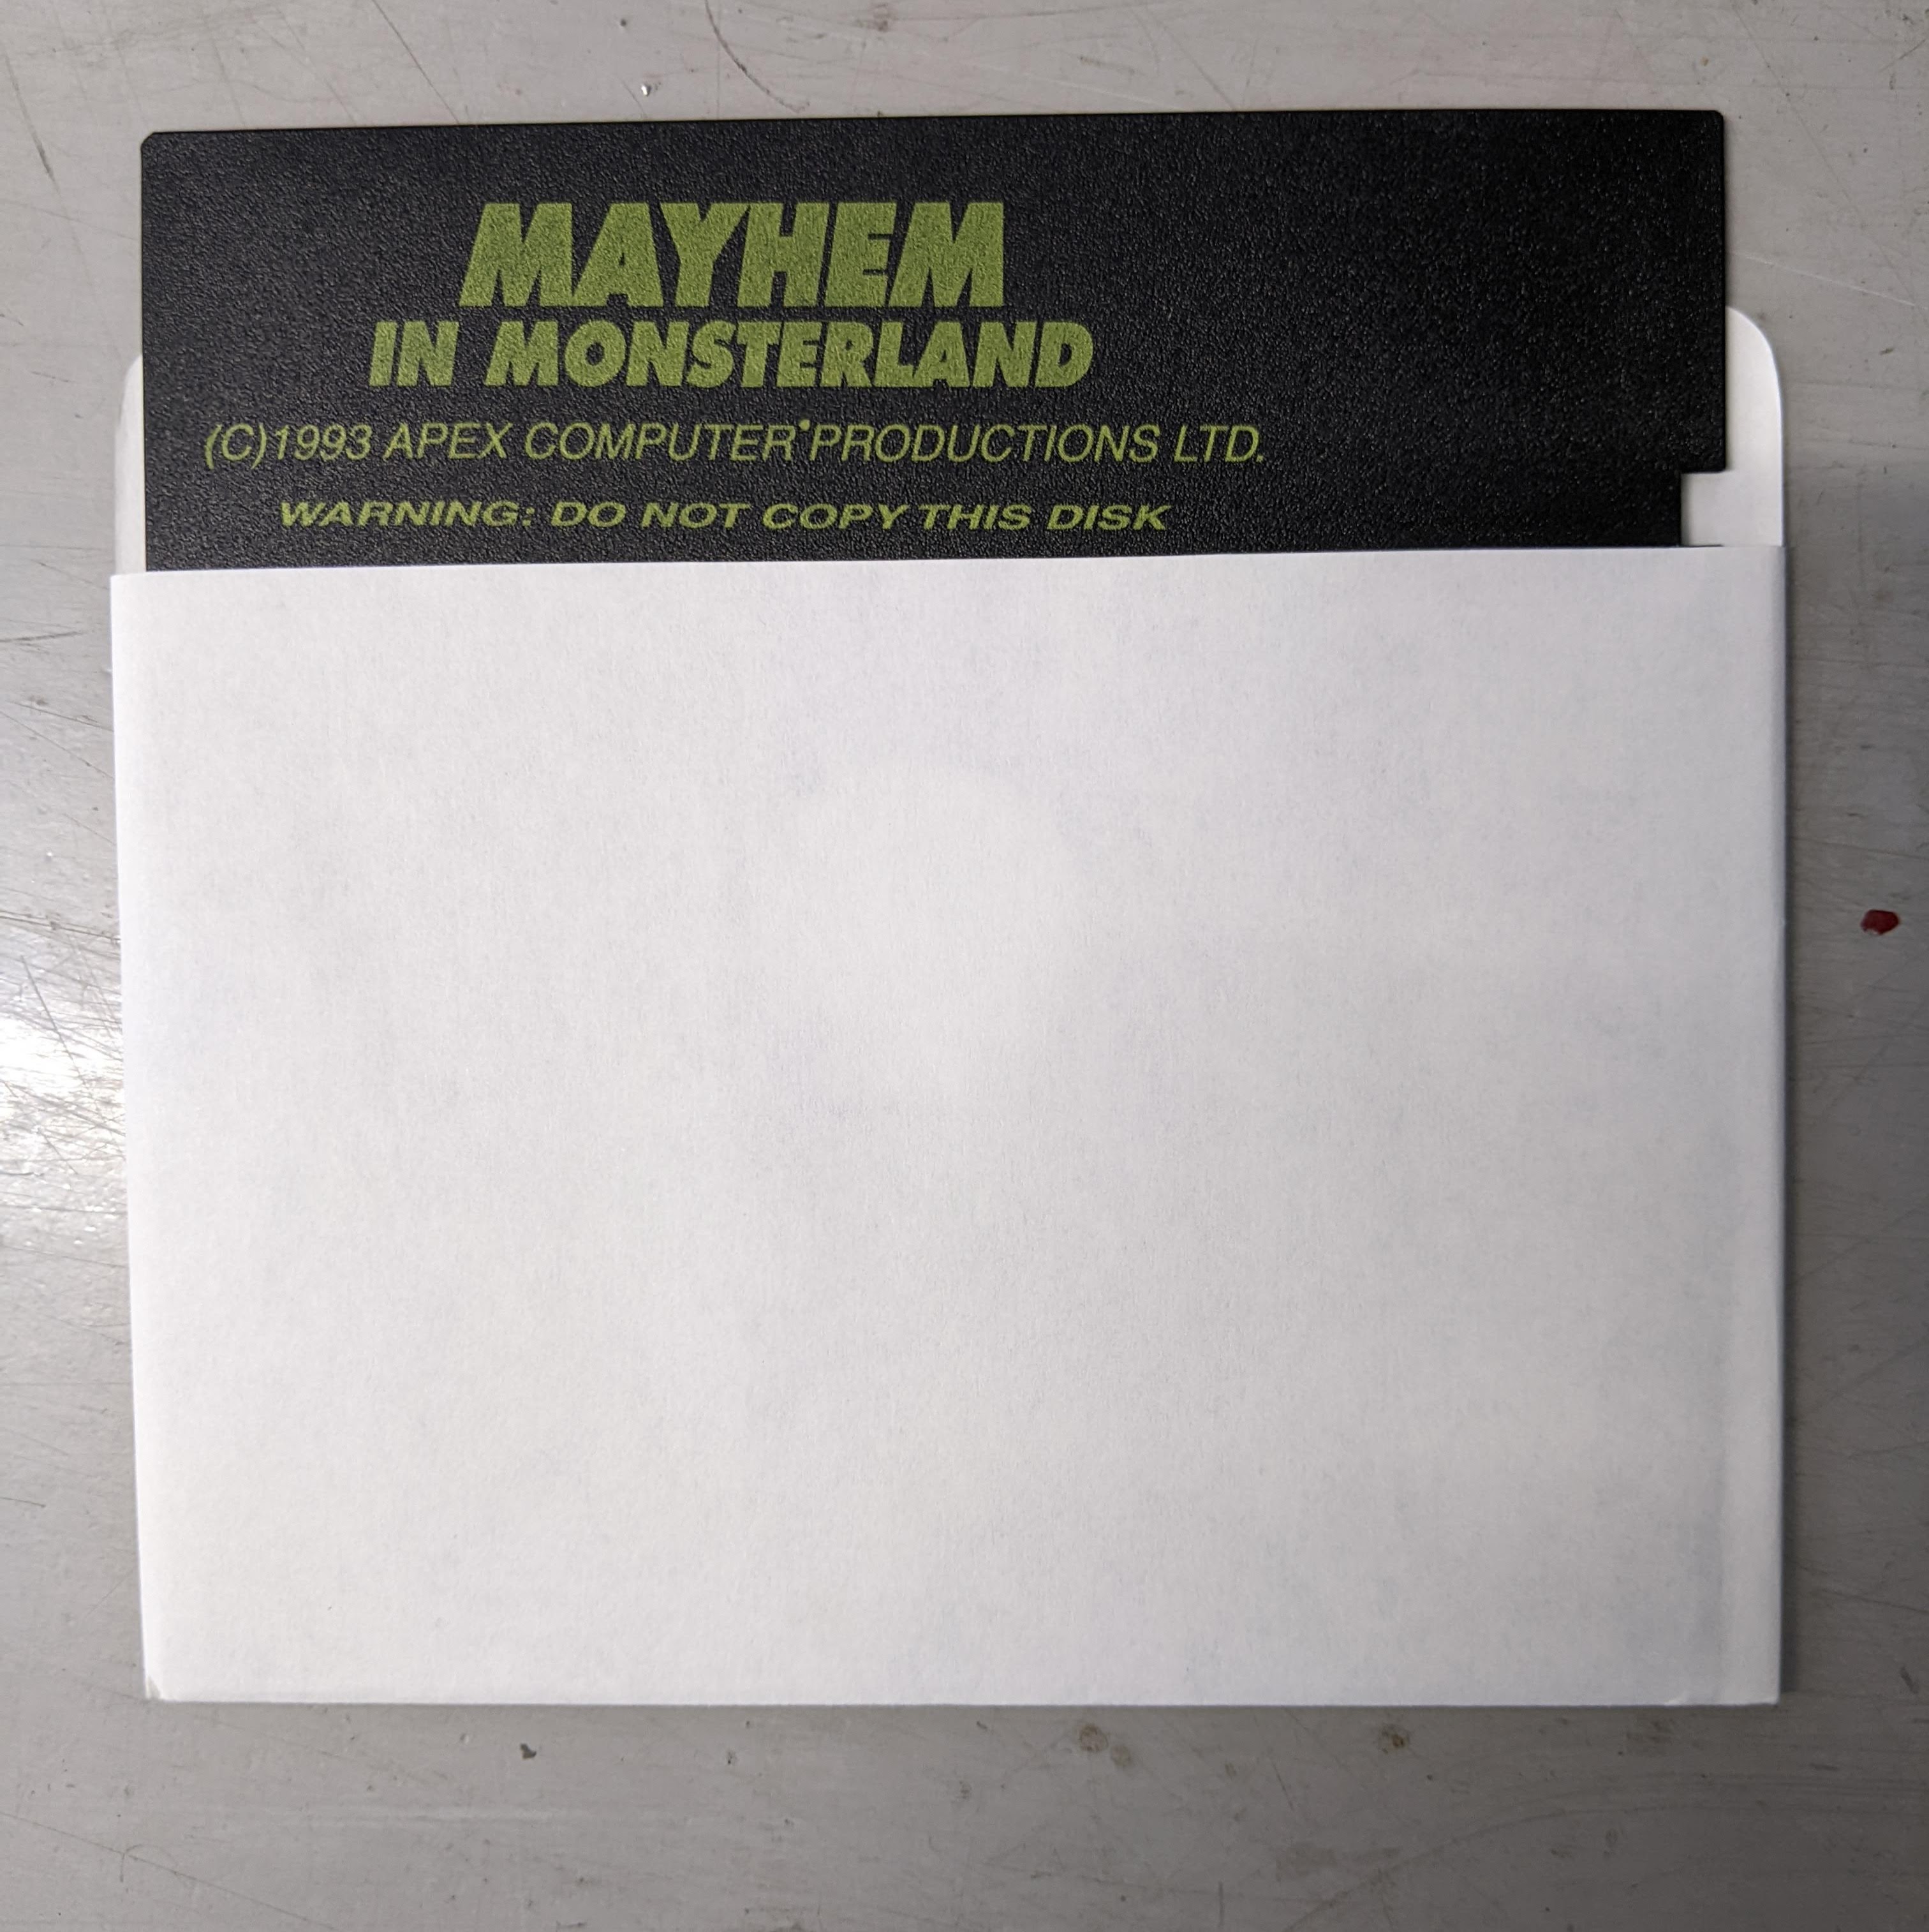 MAYHEM
IN MONSTERLAND
(C)1993 APEX COMPUTER PRODUCTIONS LTD.
WARNING: DO NOT COPY THIS DISK